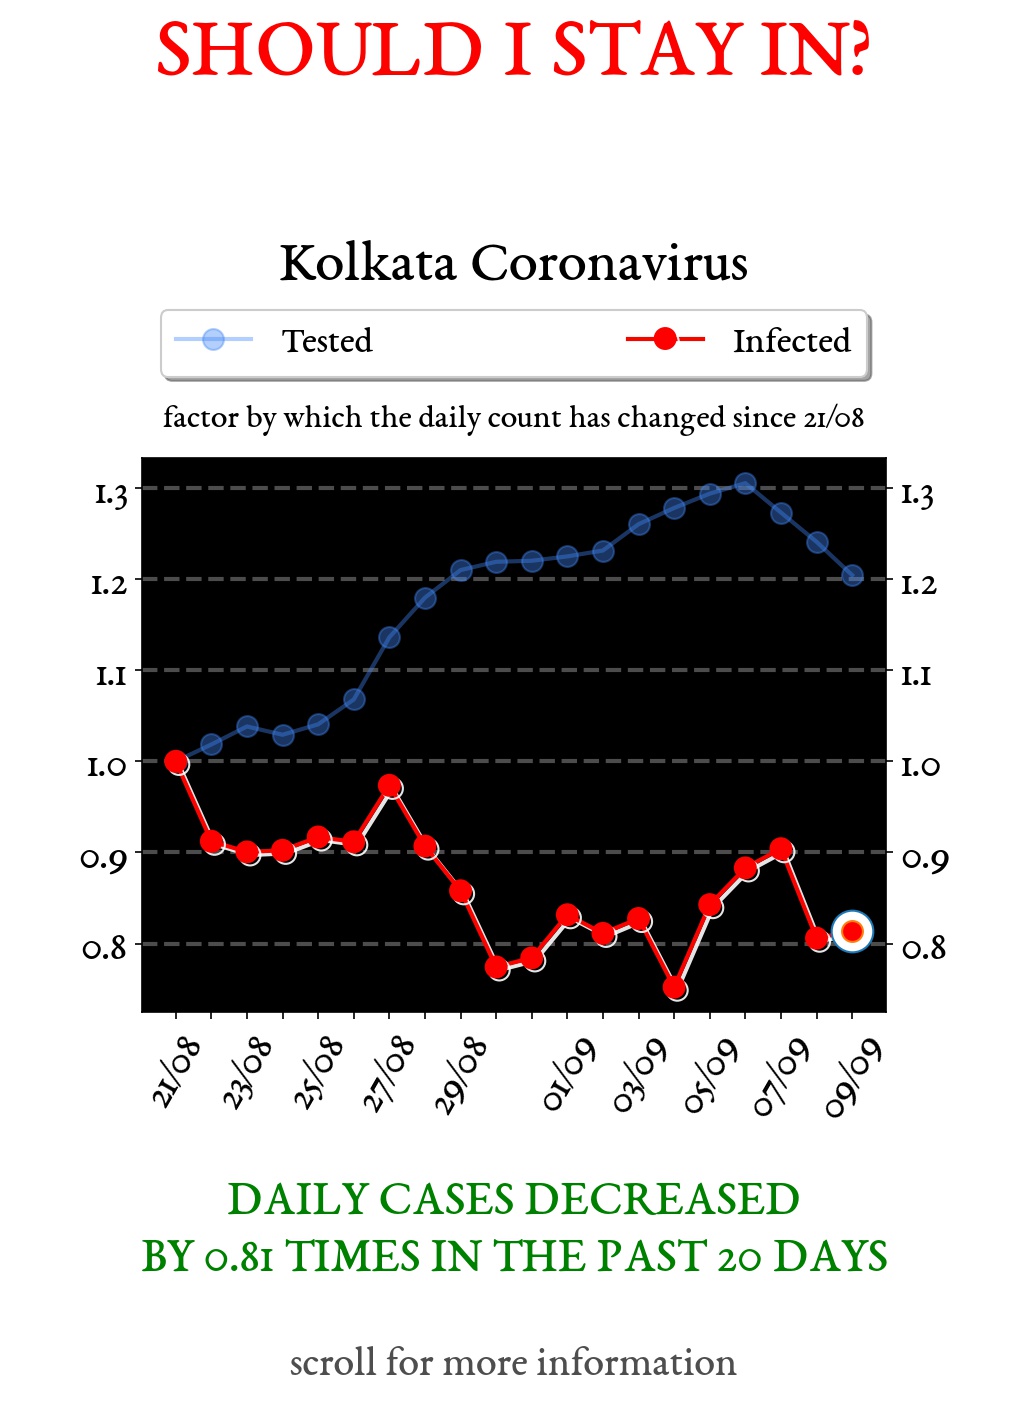 SHOULD I STAY IN?
Kolkata Coronavirus
Tested Infected
factor by which the daily count has changed since 21/08
1.3 1.3
1.2 1.2
1.1 1.1
1.0 1.0
0.9 0.9
0.8 0.8
21/08 23/08 25/08 27/08 29/08 01/09 03/09 05/09 07/09 09/09
DAILY CASES DECREASED
BY 0.81 TIMES IN THE PAST 20 DAYS
scroll for more information